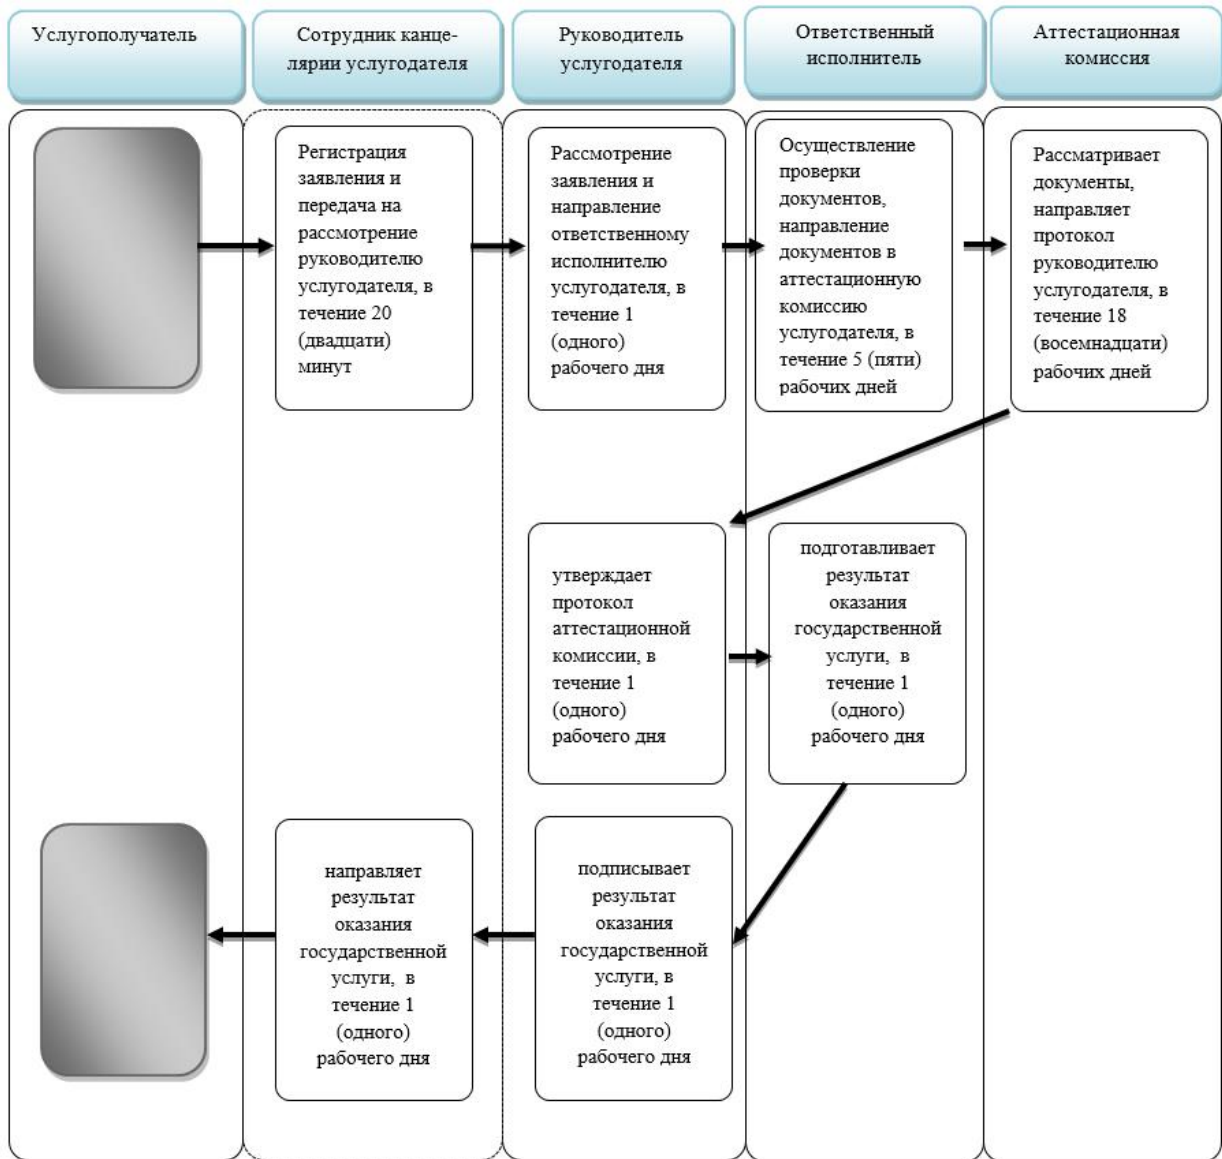 Услугополучатель
Сотрудник канце-
лярии услугодателя
Руководитель
услугодателя
Ответственный
исполнитель
Аттестационная
комиссия
Регистрация
заявления и
передача на
рассмотрение
руководителю
услугодателя, в
течение 20
(двадцати)
минут
Рассмотрение
заявления и
направление
ответственному
исполнителю
услугодателя, в
течение 1
(одного)
рабочего дня
Осуществление
проверки
документов,
направление
документов в
аттестационную
комиссию
услугодателя, в
течение 5 (пяти)
рабочих дней
Рассматривает
документы,
направляет
протокол
руководителю
услугодателя, в
течение 18
(восемнадцати)
рабочих дней
утверждает
протокол
аттестационной
комиссии, в
течение 1
(одного)
рабочего дня
подготавливает
результат
оказания
государственной
услуги, в
течение 1
(одного)
рабочего дня
направляет
результат
оказания
государственной
услуги, в
течение 1
(одного)
рабочего дня
подписывает
результат
оказания
государственной
услуги, в
течение 1
(одного)
рабочего дня